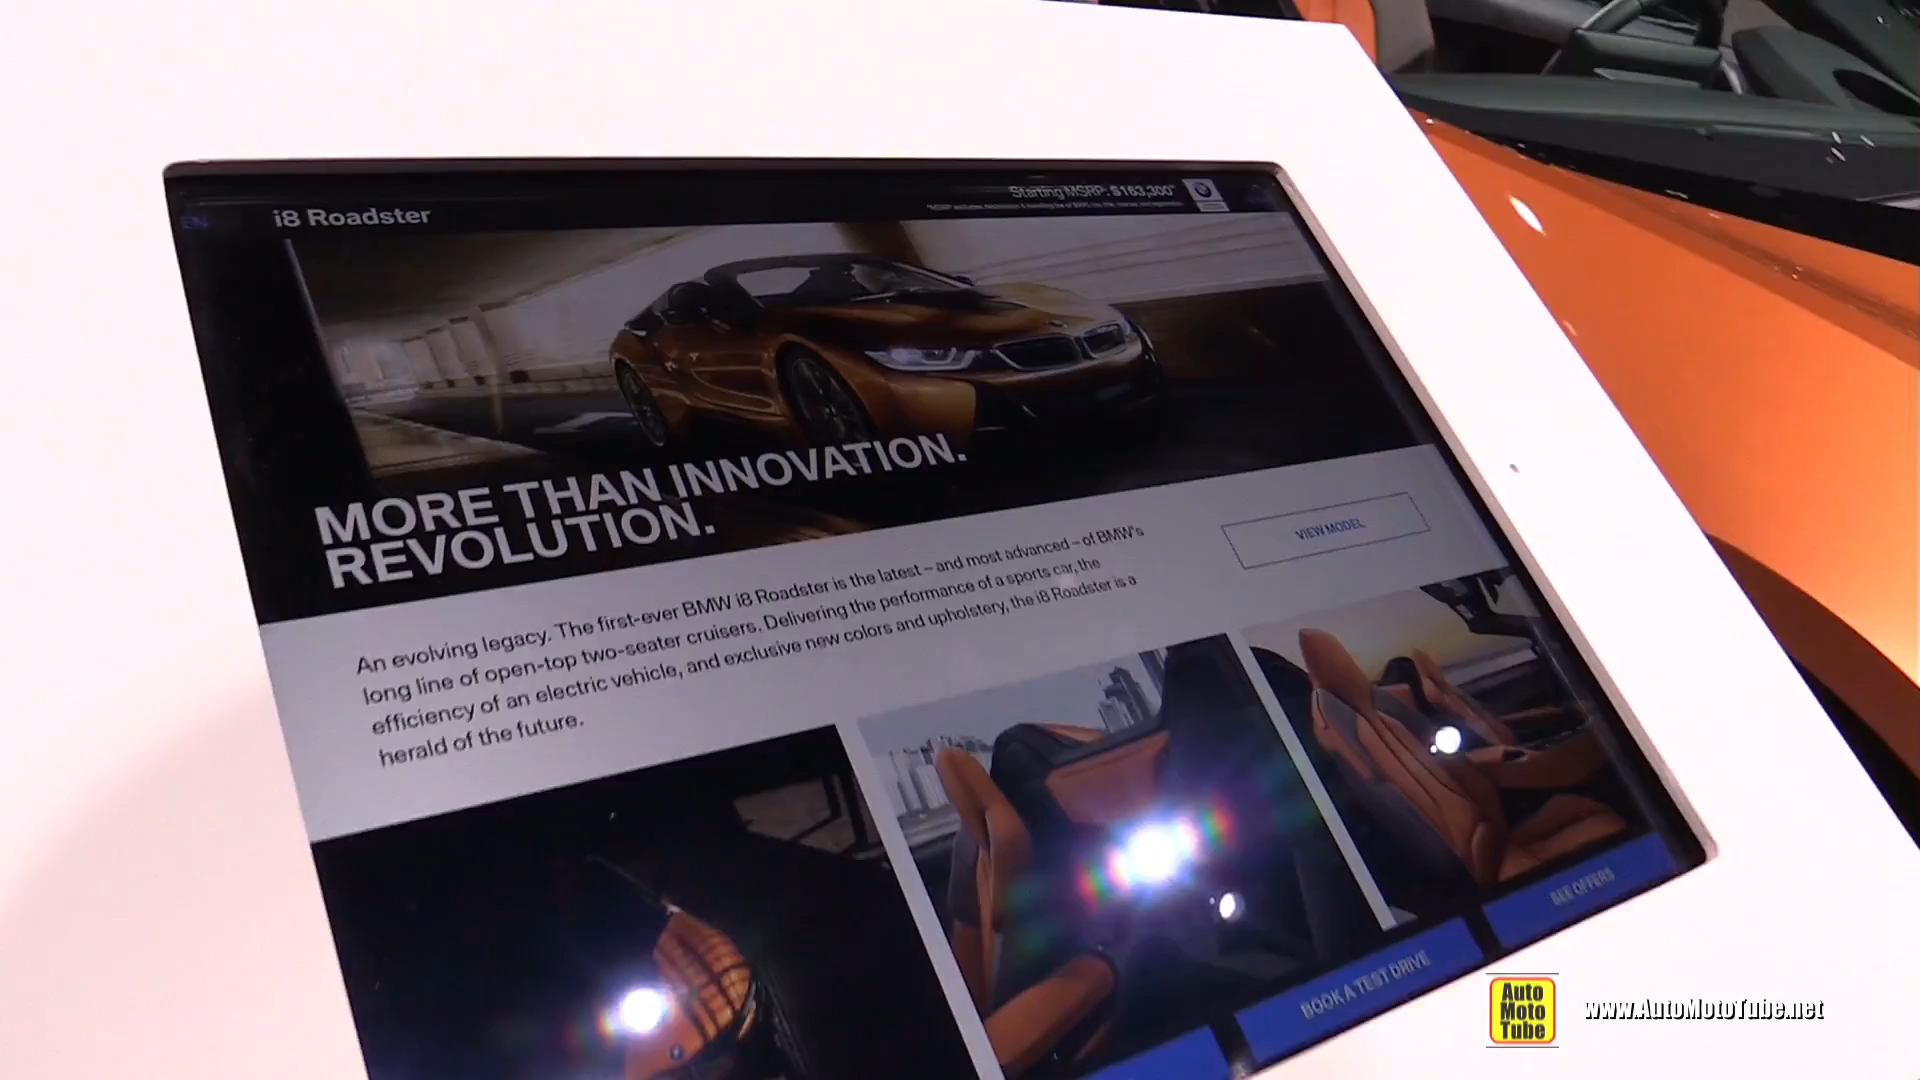 EN
i8 Roadster
Starting MSRP: $163,300*
MORE THAN INNOVATION.
REVOLUTION.
An evolving legacy. The first-ever BMW i8 Roadster is the latest – and most advanced – of BMW's
long line of open-top two-seater cruisers. Delivering the performance of a sports car, the
efficiency of an electric vehicle, and exclusive new colors and upholstery, the i8 Roadster is a
herald of the future.
VIEW MODEL
SEE OFFERS
BOOK A TEST DRIVE
Auto
Moto
Tube
www.AutoMotoTube.net